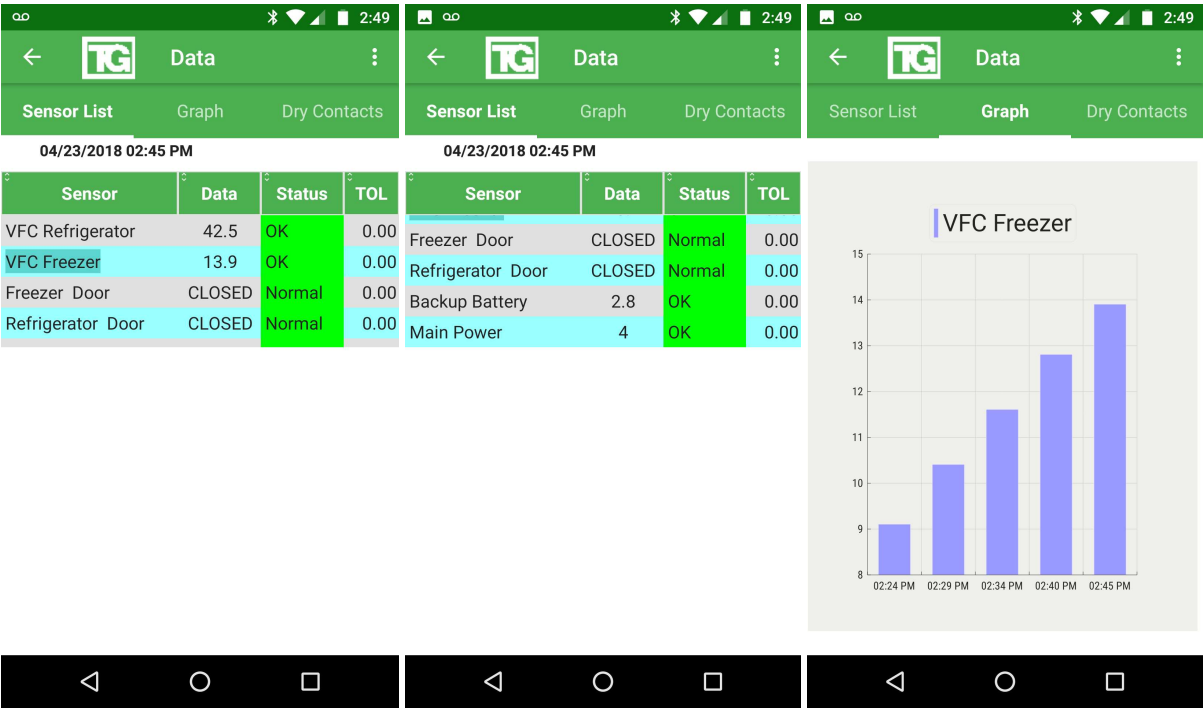 2:49
TG Data
Sensor List Graph Dry Contacts
04/23/2018 02:45 PM
Sensor Data Status TOL
VFC Refrigerator 42.5 OK 0.00
VFC Freezer 13.9 OK 0.00
Freezer Door CLOSED Normal 0.00
Refrigerator Door CLOSED Normal 0.00
2:49
TG Data
Sensor List Graph Dry Contacts
04/23/2018 02:45 PM
Sensor Data Status TOL
Freezer Door CLOSED Normal 0.00
Refrigerator Door CLOSED Normal 0.00
Backup Battery 2.8 OK 0.00
Main Power 4 OK 0.00
2:49
TG Data
Sensor List Graph Dry Contacts
VFC Freezer
15
14
13
12
11
10
9
8
02:24 PM 02:29 PM 02:34 PM 02:40 PM 02:45 PM